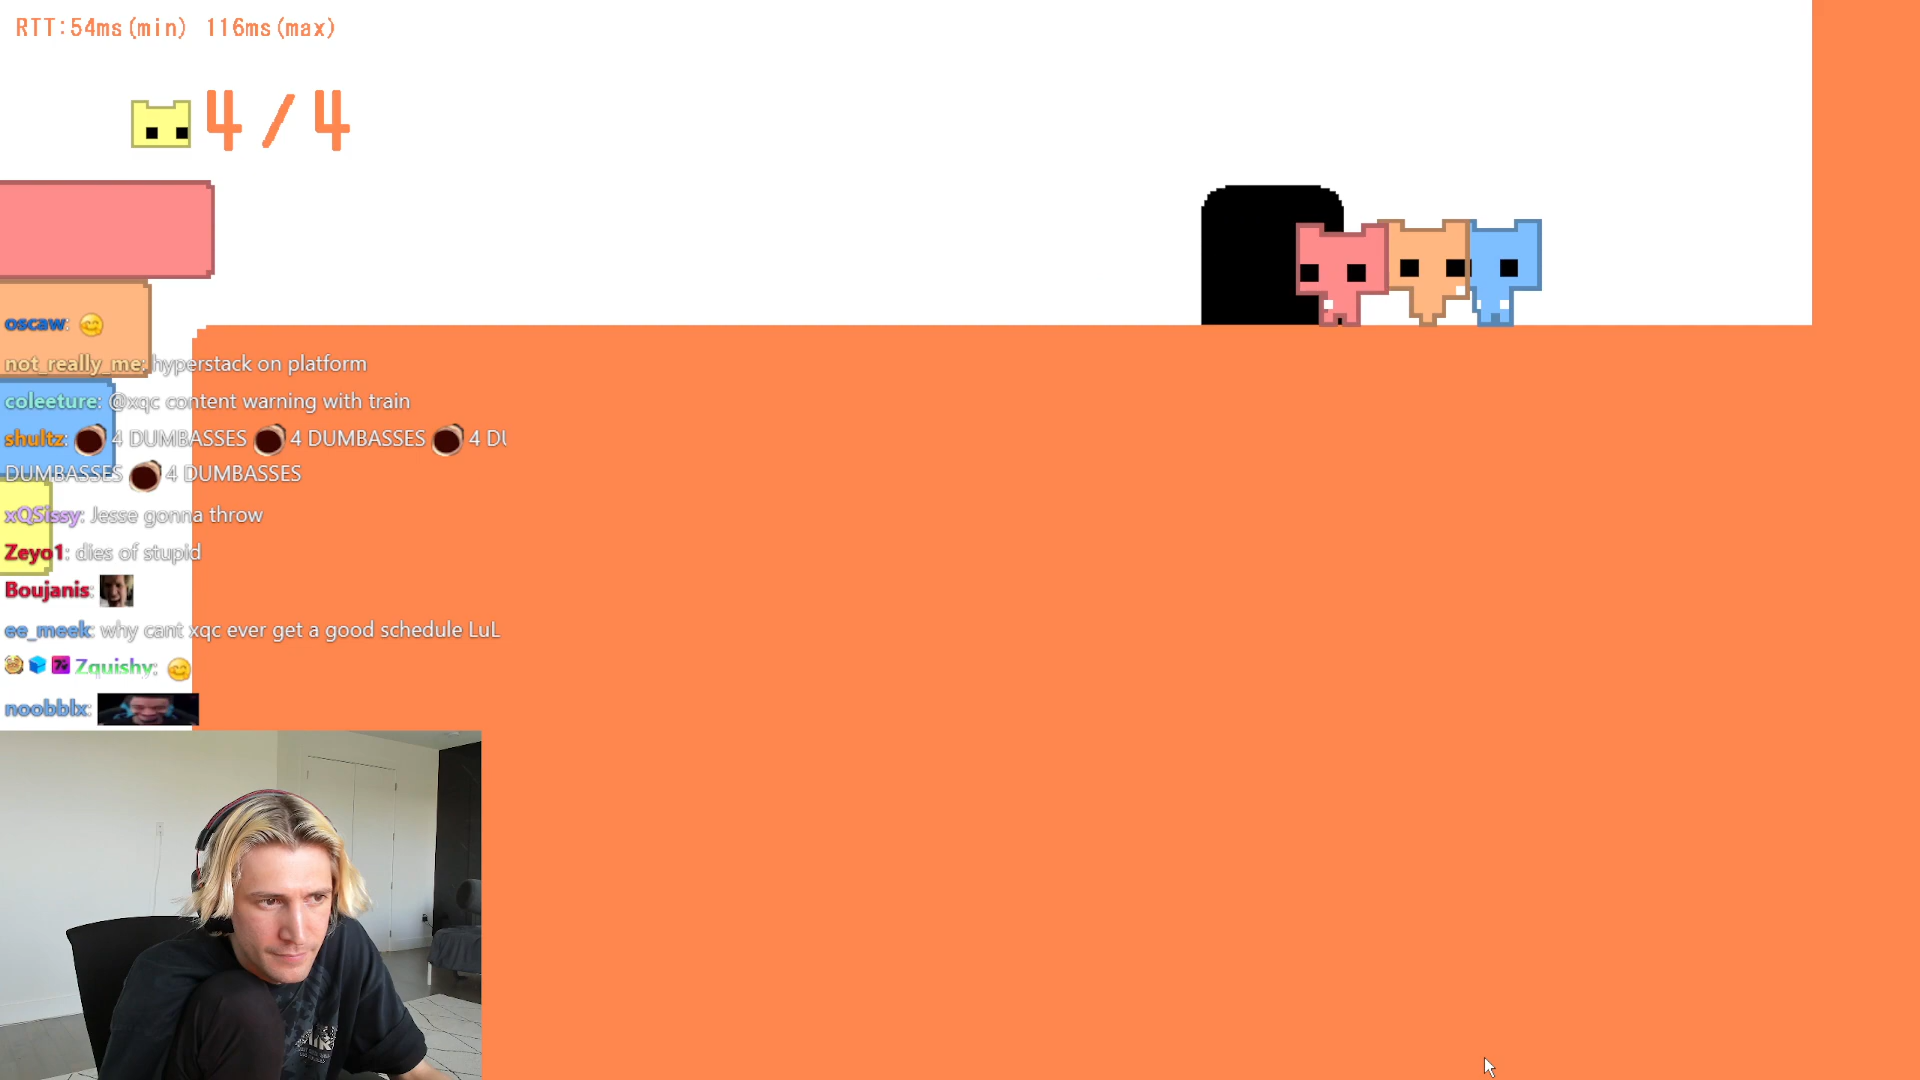 RTT:54ms(min) 116ms(max)
4/4
oscaw:
not_really_me: hyperstack on platform
coleeture: @xqc content warning with train
shultz: 4 DUMBASSES 4 DUMBASSES 4 DU
DUMBASSES 4 DUMBASSES
xQSissy: Jesse gonna throw
Zeyo1: dies of stupid
Boujanis:
ee_meek: why cant xqc ever get a good schedule LuL
Zquishy:
noobblx: